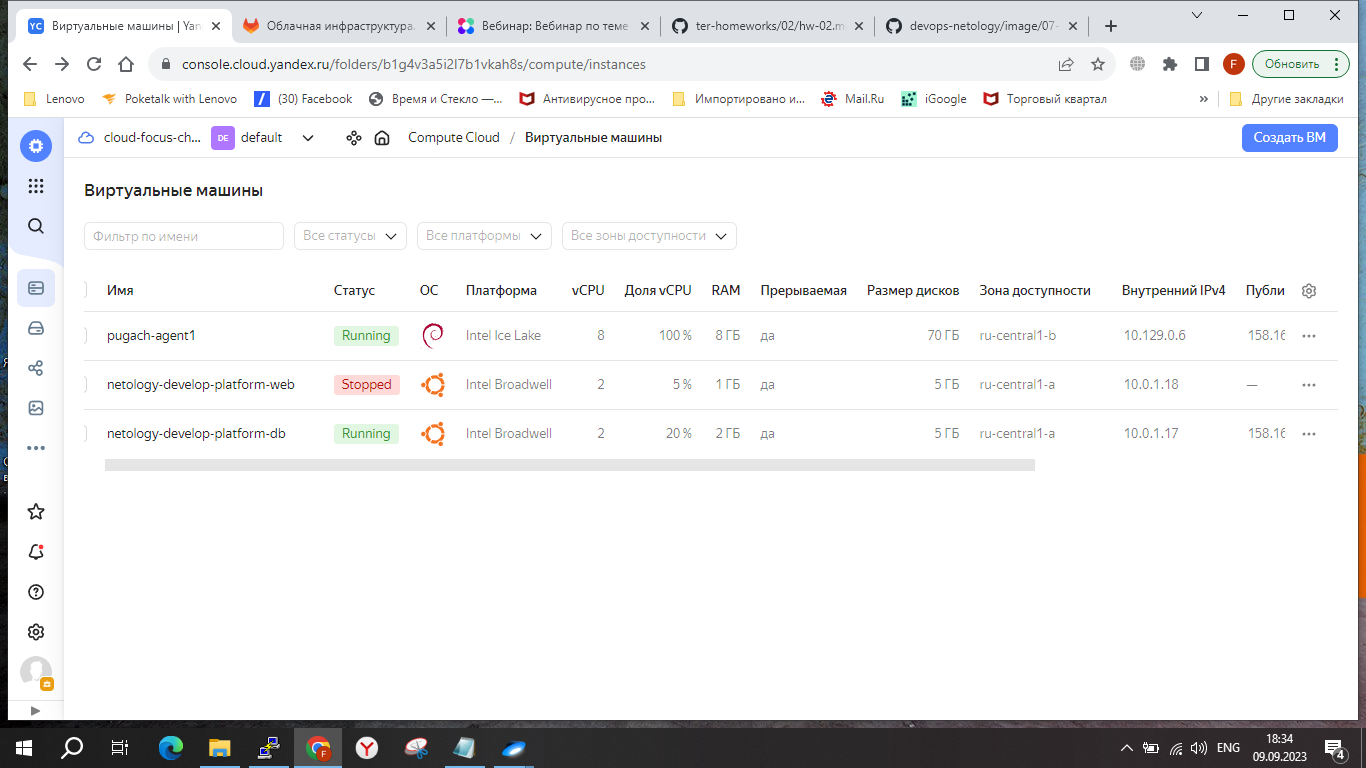 YC Виртуальные машины | Yan
Облачная инфраструктура.
Вебинар: Вебинар по теме
ter-homeworks/02/hw-02.m
devops-netology/image/07-
console.cloud.yandex.ru/folders/b1g4v3a5i2l7b1vkah8s/compute/instances
F
Обновить
Lenovo
Poketalk with Lenovo
(30) Facebook
Время и Стекло —...
Антивирусное про...
Импортировано и...
Mail.Ru
iGoogle
Торговый квартал
»
Другие закладки
cloud-focus-ch...
DE default
Compute Cloud / Виртуальные машины
Создать ВМ
Виртуальные машины
Фильтр по имени
Все статусы
Все платформы
Все зоны доступности
Имя Статус ОС Платформа vCPU Доля vCPU RAM Прерываемая Размер дисков Зона доступности Внутренний IPv4 Публи
pugach-agent1 Running Intel Ice Lake 8 100 % 8 ГБ да 70 ГБ ru-central1-b 10.129.0.6 158.16
netology-develop-platform-web Stopped Intel Broadwell 2 5 % 1 ГБ да 5 ГБ ru-central1-a 10.0.1.18 —
netology-develop-platform-db Running Intel Broadwell 2 20 % 2 ГБ да 5 ГБ ru-central1-a 10.0.1.17 158.16
ENG
18:34
09.09.2023
4